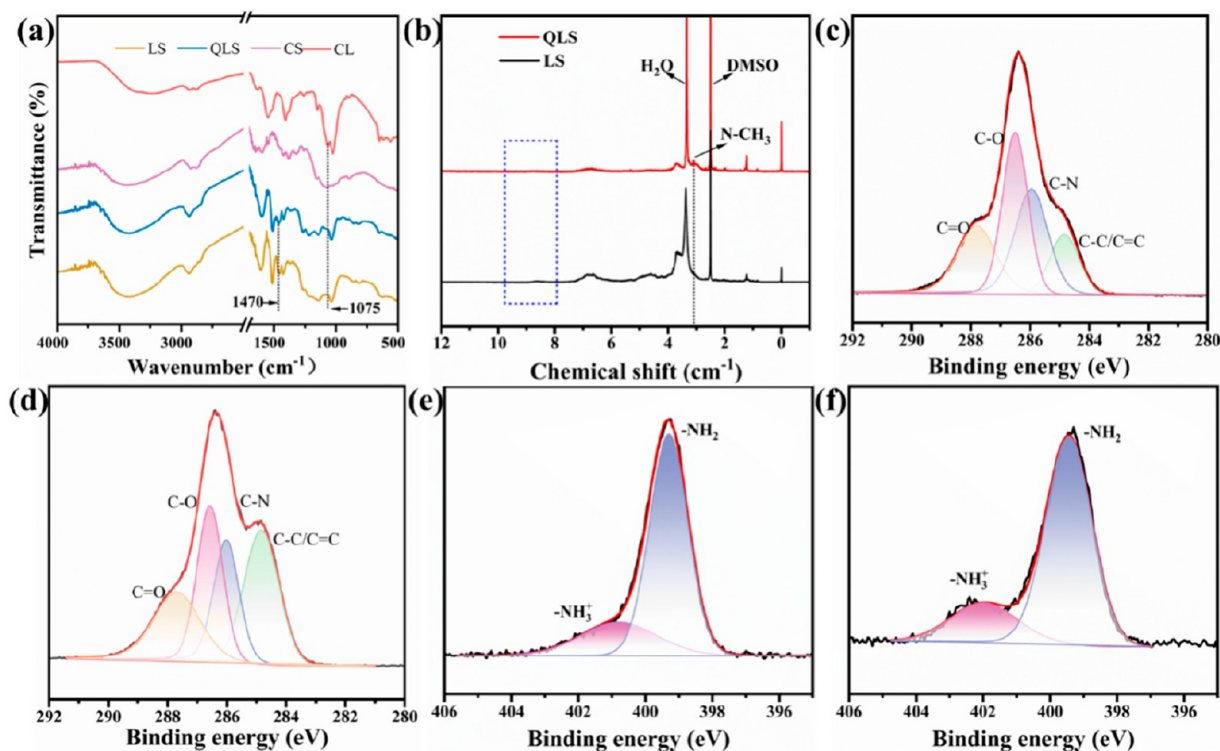 (a)
LS QLS CS CL
Transmittance (%)
1470
1075
4000 3000 1500 1000 500
Wavenumber (cm⁻¹)
(b)
QLS
LS
H₂O
DMSO
N-CH₃
12 10 8 6 4 2 0
Chemical shift (cm⁻¹)
(c)
C-O
C-N
C=O
C-C/C=C
292 290 288 286 284 282 280
Binding energy (eV)
(d)
C-O
C-N
C-C/C=C
C=O
292 290 288 286 284 282 280
Binding energy (eV)
(e)
-NH₂
-NH₃⁺
406 404 402 400 398 396
Binding energy (eV)
(f)
-NH₂
-NH₃⁺
406 404 402 400 398 396
Binding energy (eV)